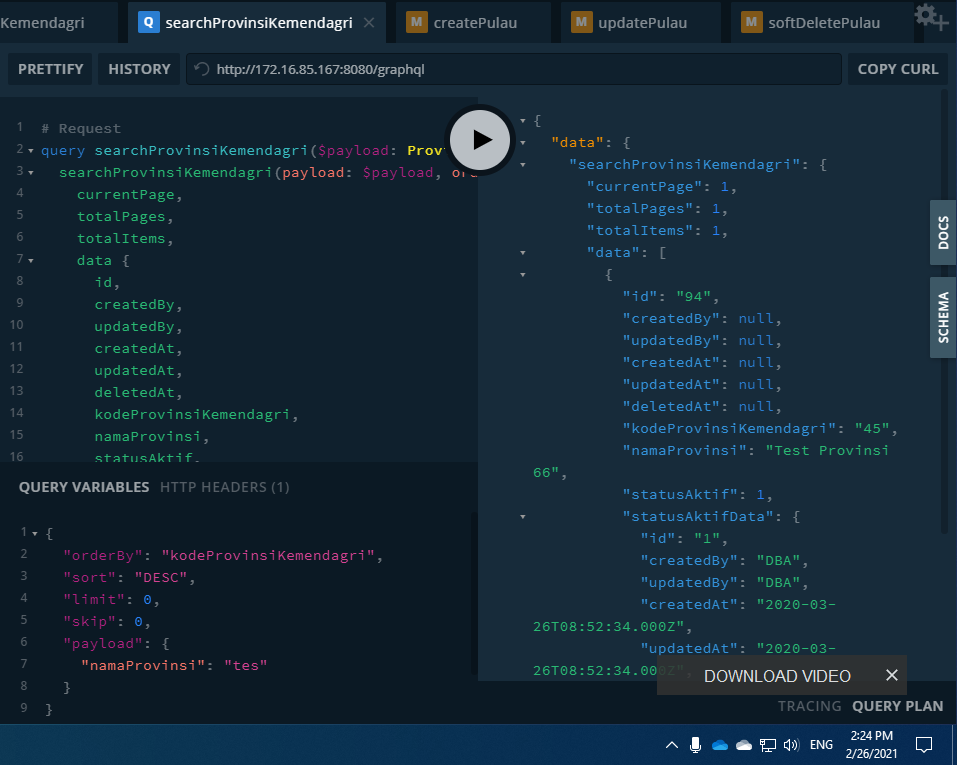 Kemendagri
Q searchProvinsiKemendagri
M createPulau
M updatePulau
M softDeletePulau
PRETTIFY
HISTORY
http://172.16.85.167:8080/graphql
COPY CURL
1 # Request
2 query searchProvinsiKemendagri($payload: Prov
3 searchProvinsiKemendagri(payload: $payload, or
4 currentPage,
5 totalPages,
6 totalItems,
7 data {
8 id,
9 createdBy,
10 updatedBy,
11 createdAt,
12 updatedAt,
13 deletedAt,
14 kodeProvinsiKemendagri,
15 namaProvinsi,
16 statusAktif,
QUERY VARIABLES HTTP HEADERS (1)
1 {
2 "orderBy": "kodeProvinsiKemendagri",
3 "sort": "DESC",
4 "limit": 0,
5 "skip": 0,
6 "payload": {
7 "namaProvinsi": "tes"
8 }
9 }
{
"data": {
"searchProvinsiKemendagri": {
"currentPage": 1,
"totalPages": 1,
"totalItems": 1,
"data": [
{
"id": "94",
"createdBy": null,
"updatedBy": null,
"createdAt": null,
"updatedAt": null,
"deletedAt": null,
"kodeProvinsiKemendagri": "45",
"namaProvinsi": "Test Provinsi
66",
"statusAktif": 1,
"statusAktifData": {
"id": "1",
"createdBy": "DBA",
"updatedBy": "DBA",
"createdAt": "2020-03-
26T08:52:34.000Z",
"updatedAt": "2020-03-
26T08:52:34.000Z",
DOCS
SCHEMA
DOWNLOAD VIDEO
TRACING QUERY PLAN
ENG
2:24 PM
2/26/2021